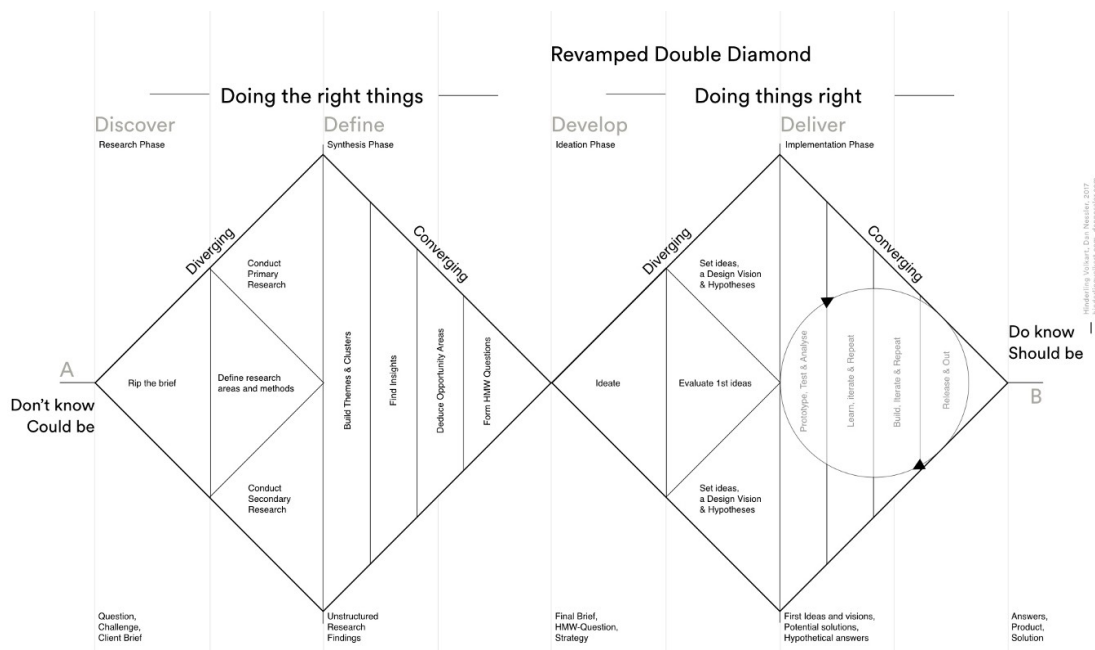 Revamped Double Diamond
Doing the right things
Doing things right
Discover
Research Phase
Define
Synthesis Phase
Develop
Ideation Phase
Deliver
Implementation Phase
Diverging
Converging
Diverging
Converging
A
Don't know
Could be
Rip the brief
Conduct
Primary
Research
Define research
areas and methods
Conduct
Secondary
Research
Build Themes & Clusters
Find Insights
Deduce Opportunity Areas
Form HMW Questions
Ideate
Set ideas,
a Design Vision
& Hypotheses
Evaluate 1st ideas
Set ideas,
a Design Vision
& Hypotheses
Prototype, Test & Analyse
Learn, iterate & Repeat
Build, Iterate & Repeat
Release & Out
Do know
Should be
B
Question,
Challenge,
Client Brief
Unstructured
Research
Findings
Final Brief,
HMW-Question,
Strategy
First Ideas and visions,
Potential solutions,
Hypothetical answers
Answers,
Product,
Solution
Hinderling Volkart, Dan Nessler, 2017